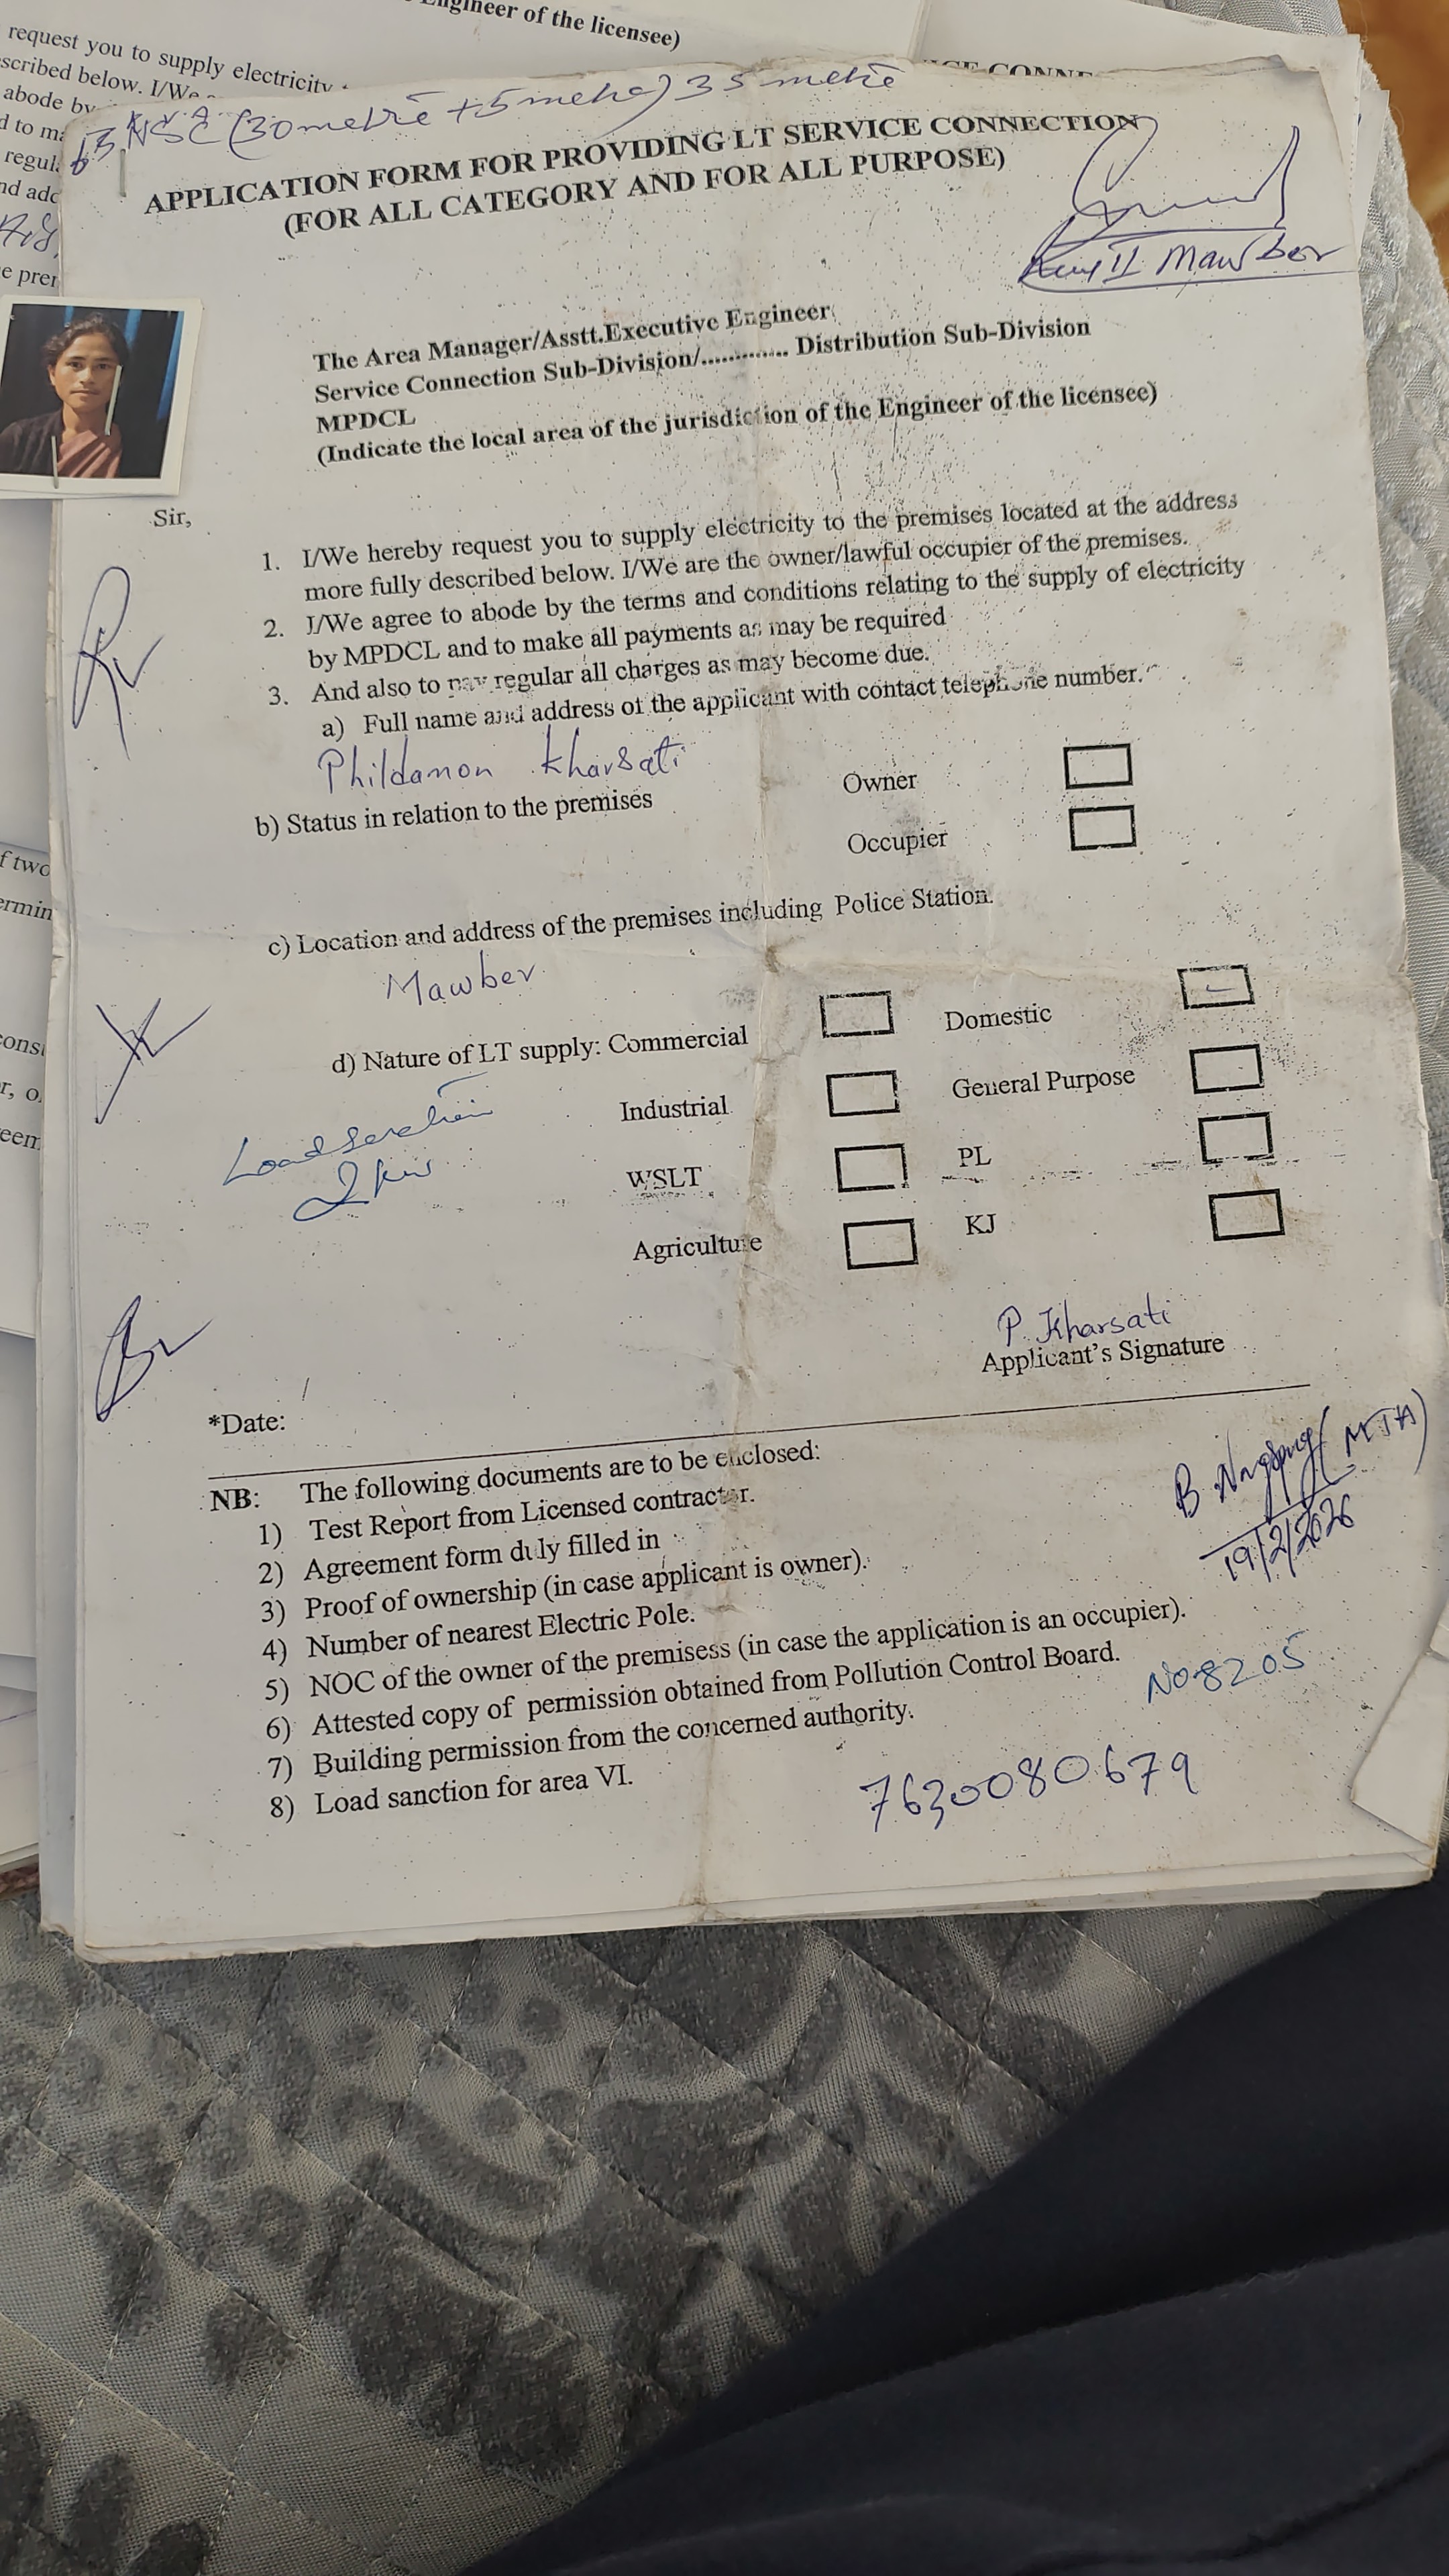 Engineer of the licensee)
request you to supply electricity
scribed below. I/We
abode by
d to ma
regul
nd add
e prer
NSC (30 metre + 5 metre) 35 metre
APPLICATION FORM FOR PROVIDING LT SERVICE CONNECTION
(FOR ALL CATEGORY AND FOR ALL PURPOSE)
II Mawber
The Area Manager/Asstt.Executive Engineer
Service Connection Sub-Division/............. Distribution Sub-Division
MPDCL
(Indicate the local area of the jurisdiction of the Engineer of the licensee)
Sir,
1. I/We hereby request you to supply electricity to the premises located at the address
more fully described below. I/We are the owner/lawful occupier of the premises.
2. I/We agree to abode by the terms and conditions relating to the supply of electricity
by MPDCL and to make all payments as may be required
3. And also to pay regular all charges as may become due.
a) Full name and address of the applicant with contact telephone number.
Phildamon Kharsati
b) Status in relation to the premises
Owner
Occupier
c) Location and address of the premises including Police Station.
Mawber
d) Nature of LT supply: Commercial Domestic
Industrial General Purpose
Load
2 kw
WSLT PL
Agriculture KJ
P. Kharsati
Applicant's Signature
*Date:
NB: The following documents are to be enclosed:
1) Test Report from Licensed contractor.
2) Agreement form duly filled in
3) Proof of ownership (in case applicant is owner).
4) Number of nearest Electric Pole.
5) NOC of the owner of the premisess (in case the application is an occupier).
6) Attested copy of permission obtained from Pollution Control Board.
7) Building permission from the concerned authority.
8) Load sanction for area VI.
19/2/2026
No 8205
7630080679
f two
ermin
cons
r, o
eem